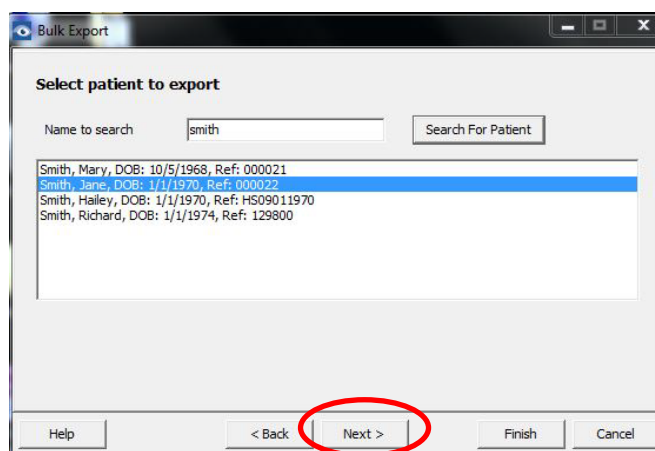 Bulk Export
Select patient to export
Name to search smith Search For Patient
Smith, Mary, DOB: 10/5/1968, Ref: 000021
Smith, Jane, DOB: 1/1/1970, Ref: 000022
Smith, Hailey, DOB: 1/1/1970, Ref: HS09011970
Smith, Richard, DOB: 1/1/1974, Ref: 129800
Help < Back Next > Finish Cancel